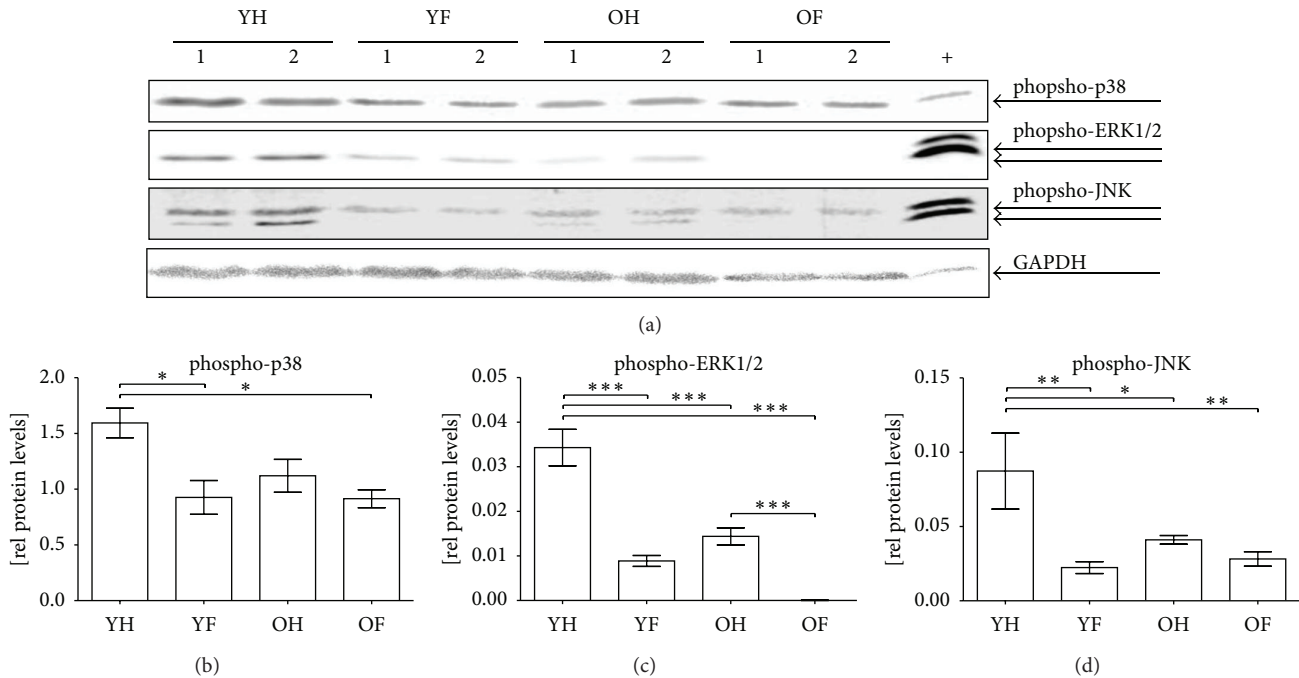 YH YF OH OF
1 2 1 2 1 2 1 2 +
phopsho-p38
phopsho-ERK1/2
phopsho-JNK
GAPDH
(a)
phospho-p38
[rel protein levels]
2.0
1.5
1.0
0.5
0.0
*
*
YH YF OH OF
(b)
phospho-ERK1/2
[rel protein levels]
0.05
0.04
0.03
0.02
0.01
0.00
***
***
***
***
YH YF OH OF
(c)
phospho-JNK
[rel protein levels]
0.15
0.10
0.05
0.00
**
*
**
YH YF OH OF
(d)